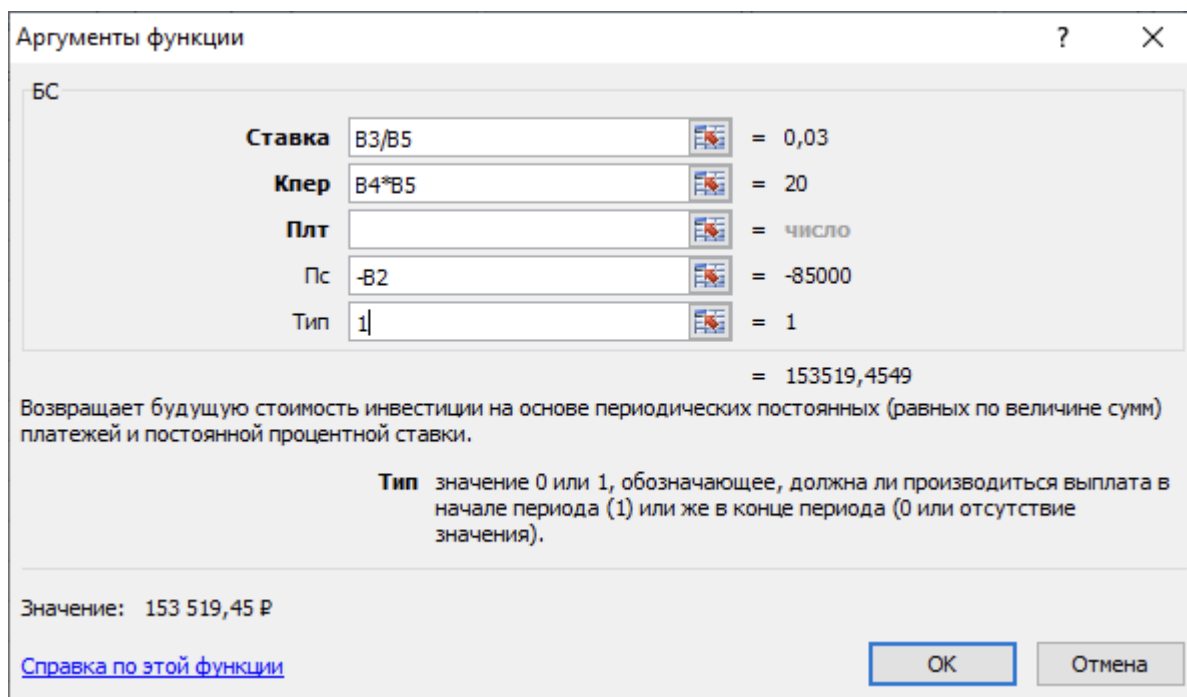 Аргументы функции ? ×
БС
Ставка B3/B5 = 0,03
Кпер B4*B5 = 20
Плт = число
Пс -B2 = -85000
Тип 1 = 1
= 153519,4549
Возвращает будущую стоимость инвестиции на основе периодических постоянных (равных по величине сумм)
платежей и постоянной процентной ставки.
Тип значение 0 или 1, обозначающее, должна ли производиться выплата в
начале периода (1) или же в конце периода (0 или отсутствие
значения).
Значение: 153 519,45 ₽
Справка по этой функции ОК Отмена